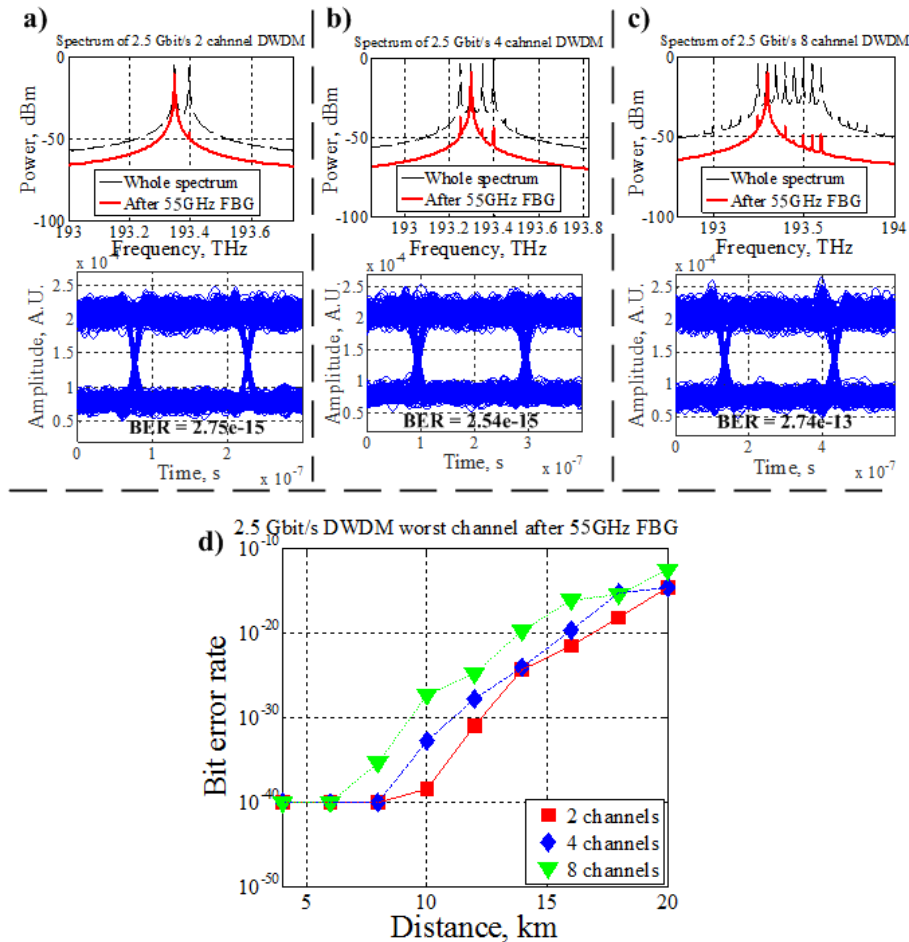 a)
Spectrum of 2.5 Gbit/s 2 cahnnel DWDM
0
-50
-100
Power, dBm
Whole spectrum
After 55GHz FBG
193 193.2 193.4 193.6
Frequency, THz
x 10^-4
2.5
2
1.5
1
0.5
Amplitude, A.U.
BER = 2.75e-15
0 2
Time, s
x 10^-7
b)
Spectrum of 2.5 Gbit/s 4 cahnnel DWDM
0
-50
-100
Power, dBm
Whole spectrum
After 55GHz FBG
193 193.2 193.4 193.6 193.8
Frequency, THz
x 10^-4
2.5
2
1.5
1
0.5
Amplitude, A.U.
BER = 2.54e-15
0 1 2 3 4
Time, s
x 10^-7
c)
Spectrum of 2.5 Gbit/s 8 cahnnel DWDM
0
-50
-100
Power, dBm
Whole spectrum
After 55GHz FBG
193 193.5 194
Frequency, THz
x 10^-4
2.5
2
1.5
1
0.5
Amplitude, A.U.
BER = 2.74e-13
0 2 4
Time, s
x 10^-7
d)
2.5 Gbit/s DWDM worst channel after 55GHz FBG
10^-10
10^-20
10^-30
10^-40
10^-50
Bit error rate
2 channels
4 channels
8 channels
5 10 15 20
Distance, km